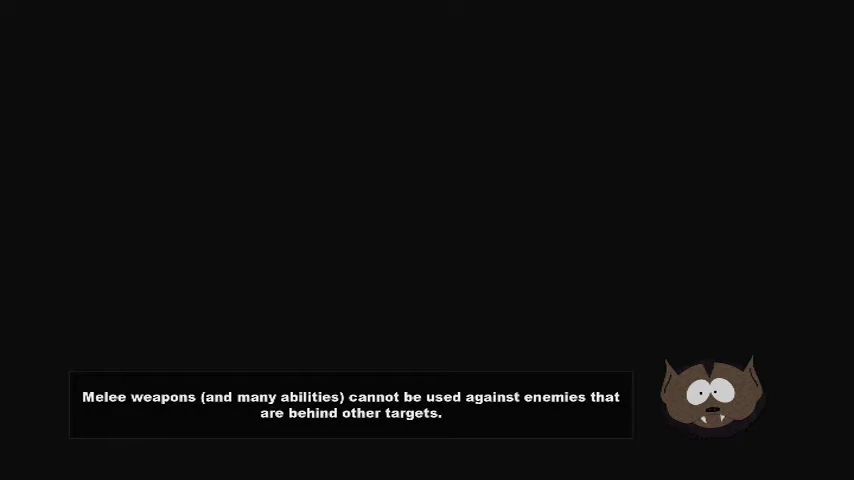 Melee weapons (and many abilities) cannot be used against enemies that
are behind other targets.